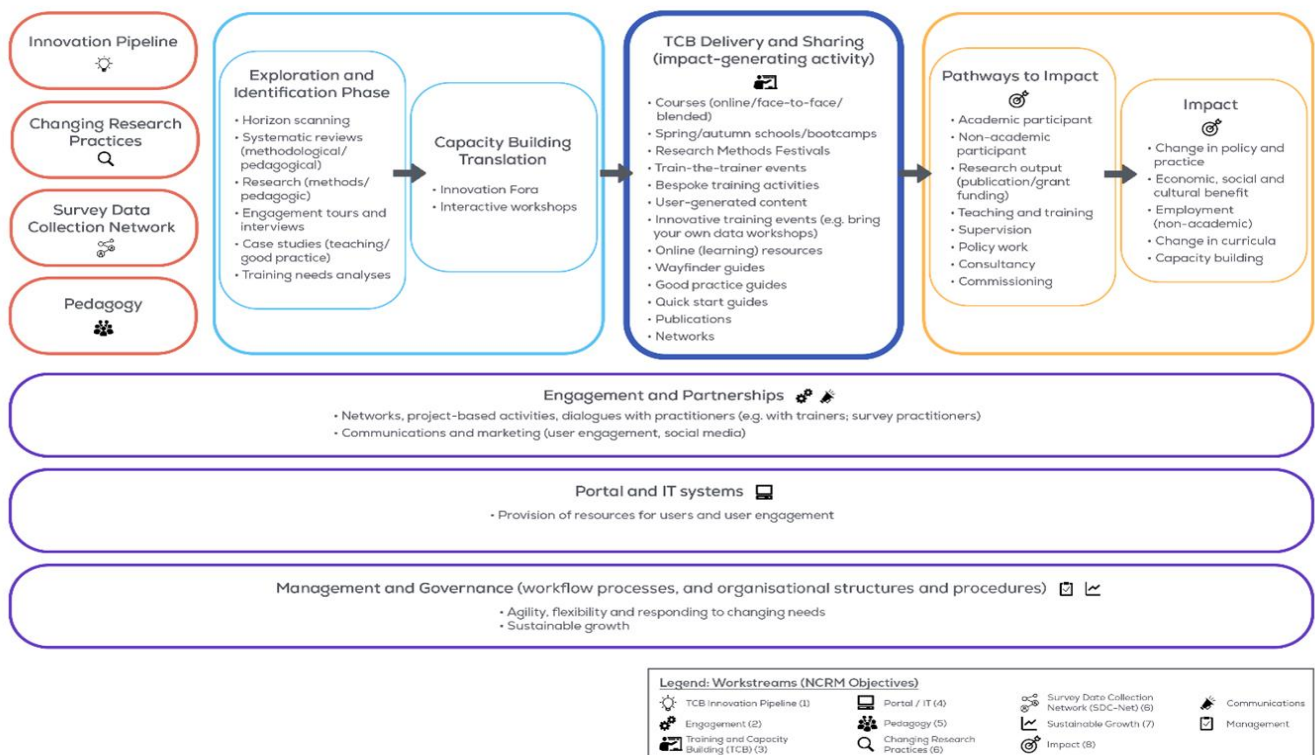 Innovation Pipeline
Changing Research
Practices
Survey Data
Collection Network
Pedagogy
Exploration and
Identification Phase
• Horizon scanning
• Systematic reviews
(methodological/
pedagogical)
• Research (methods/
pedagogic)
• Engagement tours and
interviews
• Case studies (teaching/
good practice)
• Training needs analyses
Capacity Building
Translation
• Innovation Fora
• Interactive workshops
TCB Delivery and Sharing
(impact-generating activity)
• Courses (online/face-to-face/
blended)
• Spring/autumn schools/bootcamps
• Research Methods Festivals
• Train-the-trainer events
• Bespoke training activities
• User-generated content
• Innovative training events (e.g. bring
your own data workshops)
• Online (learning) resources
• Wayfinder guides
• Good practice guides
• Quick start guides
• Publications
• Networks
Pathways to Impact
• Academic participant
• Non-academic
participant
• Research output
(publication/grant
funding)
• Teaching and training
• Supervision
• Policy work
• Consultancy
• Commissioning
Impact
• Change in policy and
practice
• Economic, social and
cultural benefit
• Employment
(non-academic)
• Change in curricula
• Capacity building
Engagement and Partnerships
• Networks, project-based activities, dialogues with practitioners (e.g. with trainers; survey practitioners)
• Communications and marketing (user engagement, social media)
Portal and IT systems
• Provision of resources for users and user engagement
Management and Governance (workflow processes, and organisational structures and procedures)
• Agility, flexibility and responding to changing needs
• Sustainable growth
Legend: Workstreams (NCRM Objectives)
TCB Innovation Pipeline (1)
Engagement (2)
Training and Capacity
Building (TCB) (3)
Portal / IT (4)
Pedagogy (5)
Changing Research
Practices (6)
Survey Date Collection
Network (SDC-Net) (6)
Sustainable Growth (7)
Impact (8)
Communications
Management